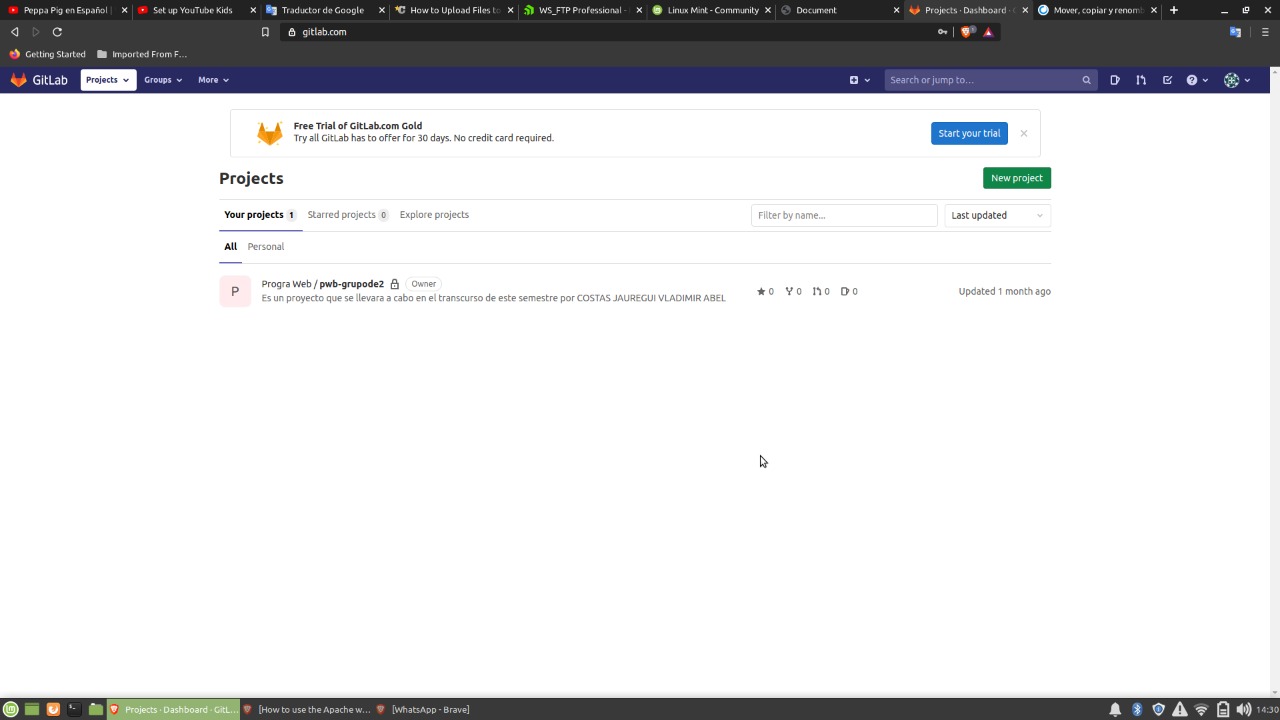 Peppa Pig en Español |
Set up YouTube Kids
Traductor de Google
How to Upload Files to
WS_FTP Professional -
Linux Mint - Community
Document
Projects · Dashboard ·
Mover, copiar y renomb
gitlab.com
Getting Started
Imported From F...
GitLab
Projects
Groups
More
Search or jump to...
Free Trial of GitLab.com Gold
Try all GitLab has to offer for 30 days. No credit card required.
Start your trial
Projects
New project
Your projects 1
Starred projects 0
Explore projects
Filter by name...
Last updated
All
Personal
P
Progra Web / pwb-grupode2
Owner
Es un proyecto que se llevara a cabo en el transcurso de este semestre por COSTAS JAUREGUI VLADIMIR ABEL
0
0
0
0
Updated 1 month ago
Projects · Dashboard · GitL...
[How to use the Apache w...
[WhatsApp - Brave]
14:30